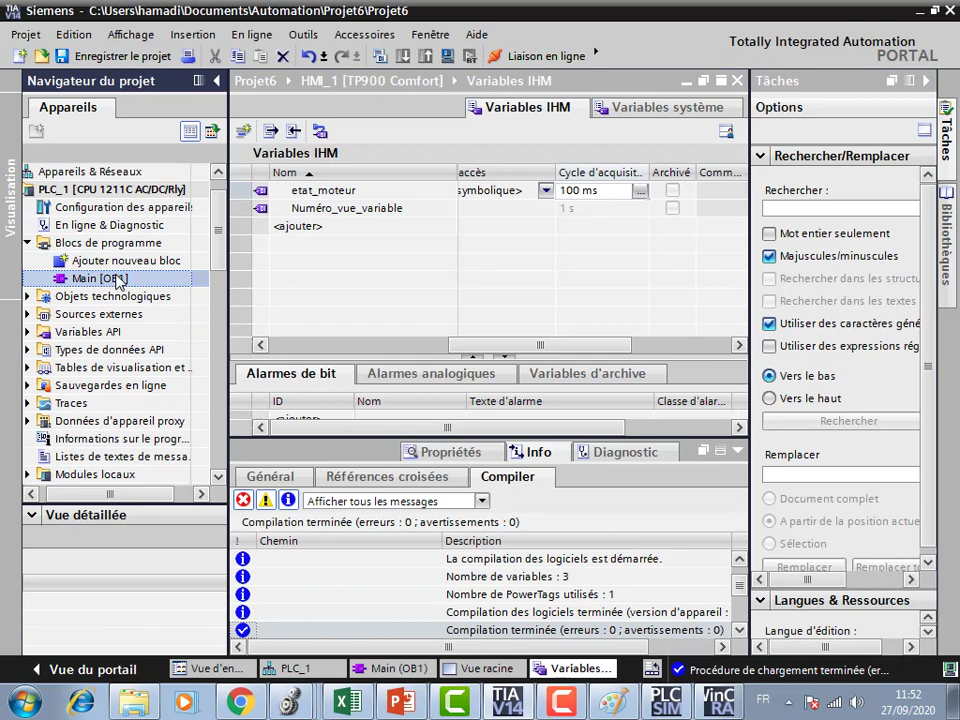 Siemens - C:\Users\hamadi\Documents\Automation\Projet6\Projet6
TIA
V14
Projet Edition Affichage Insertion En ligne Outils Accessoires Fenêtre Aide
Enregistrer le projet
Liaison en ligne
Totally Integrated Automation
PORTAL
Navigateur du projet
Appareils
Visualisation
Appareils & Réseaux
PLC_1 [CPU 1211C AC/DC/Rly]
Configuration des appareils
En ligne & Diagnostic
Blocs de programme
Ajouter nouveau bloc
Main [OB1]
Objets technologiques
Sources externes
Variables API
Types de données API
Tables de visualisation et ...
Sauvegardes en ligne
Traces
Données d'appareil proxy
Informations sur le progr...
Listes de textes de messa...
Modules locaux
Vue détaillée
Projet6 HMI_1 [TP900 Comfort] Variables IHM
Variables IHM
Variables système
Variables IHM
Nom accès Cycle d'acquisit.. Archivé Comm...
etat_moteur symbolique> 100 ms ...
Numéro_vue_variable 1 s
<ajouter>
Alarmes de bit Alarmes analogiques Variables d'archive
ID Nom Texte d'alarme Classe d'alar...
<ajouter>
Propriétés Info Diagnostic
Général Références croisées Compiler
Afficher tous les messages
Compilation terminée (erreurs : 0 ; avertissements : 0)
! Chemin Description
La compilation des logiciels est démarrée.
Nombre de variables : 3
Nombre de PowerTags utilisés : 1
Compilation des logiciels terminée (version d'appareil :
Compilation terminée (erreurs : 0 ; avertissements : 0)
Tâches
Options
Rechercher/Remplacer
Rechercher :
Mot entier seulement
Majuscules/minuscules
Rechercher dans les structu
Rechercher dans les textes
Utiliser des caractères géné
Utiliser des expressions rég
Vers le bas
Vers le haut
Rechercher
Remplacer
Document complet
A partir de la position actue
Sélection
Remplacer Remplacer to
Langues & Ressources
Langue d'édition :
Tâches
Bibliothèques
Vue du portail
Vue d'en...
PLC_1
Main (OB1)
Vue racine
Variables...
Procédure de chargement terminée (er...
TIA
V14
PLC
SIM
WinC
RA
FR
11:52
27/09/2020